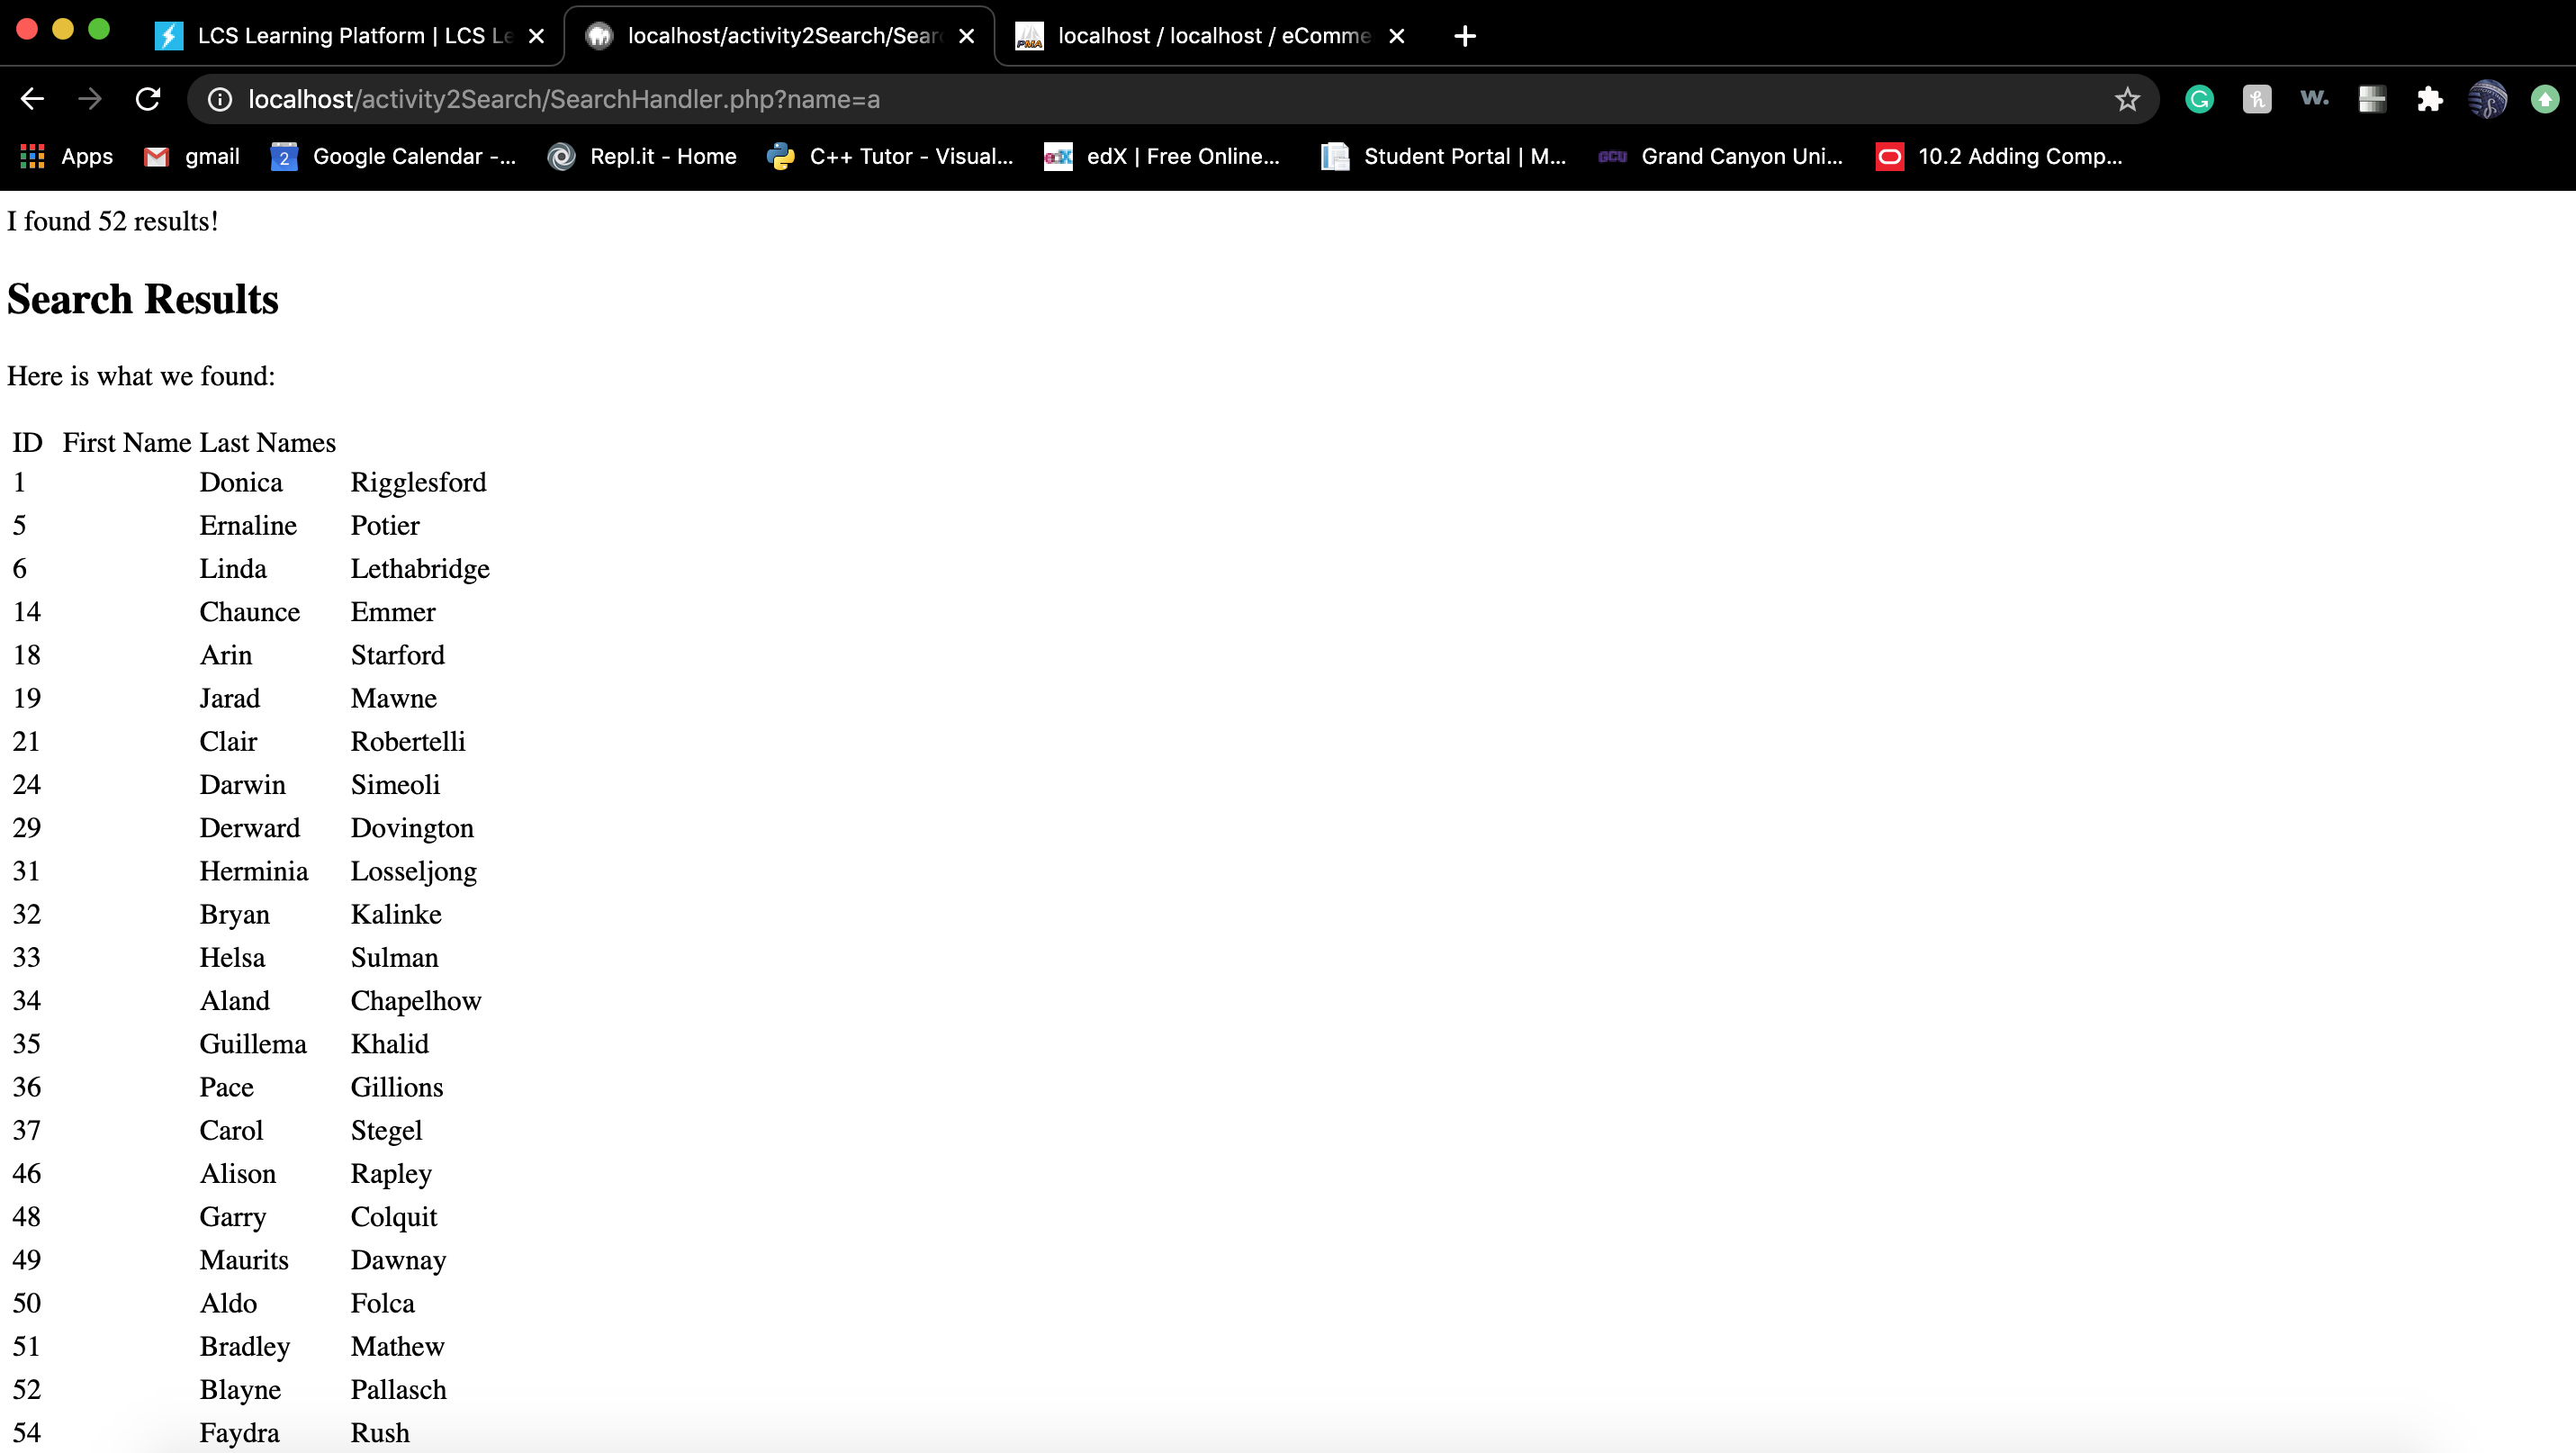 LCS Learning Platform | LCS Le
localhost/activity2Search/Sear
PMA localhost / localhost / eComme
localhost/activity2Search/SearchHandler.php?name=a
Apps
gmail
2 Google Calendar -...
Repl.it - Home
C++ Tutor - Visual...
edX edX | Free Online...
Student Portal | M...
GCU Grand Canyon Uni...
10.2 Adding Comp...
I found 52 results!
Search Results
Here is what we found:
ID First Name Last Names
1 Donica Rigglesford
5 Ernaline Potier
6 Linda Lethabridge
14 Chaunce Emmer
18 Arin Starford
19 Jarad Mawne
21 Clair Robertelli
24 Darwin Simeoli
29 Derward Dovington
31 Herminia Losseljong
32 Bryan Kalinke
33 Helsa Sulman
34 Aland Chapelhow
35 Guillema Khalid
36 Pace Gillions
37 Carol Stegel
46 Alison Rapley
48 Garry Colquit
49 Maurits Dawnay
50 Aldo Folca
51 Bradley Mathew
52 Blayne Pallasch
54 Faydra Rush